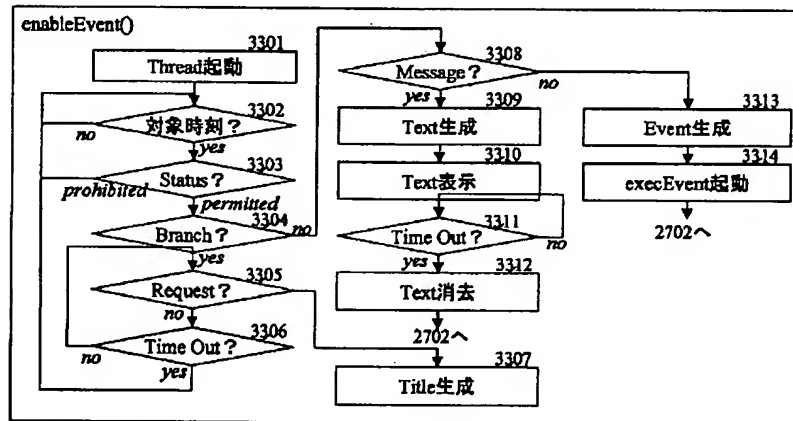 enableEvent()
3301
Thread起動
3302
対象時刻？
no
yes
3303
Status？
prohibited
permitted
3304
Branch？
no
yes
3305
Request？
no
3306
Time Out？
no
yes
3308
Message？
yes
no
3309
Text生成
3310
Text表示
3311
Time Out？
no
yes
3312
Text消去
2702へ
3307
Title生成
3313
Event生成
3314
execEvent起動
2702へ